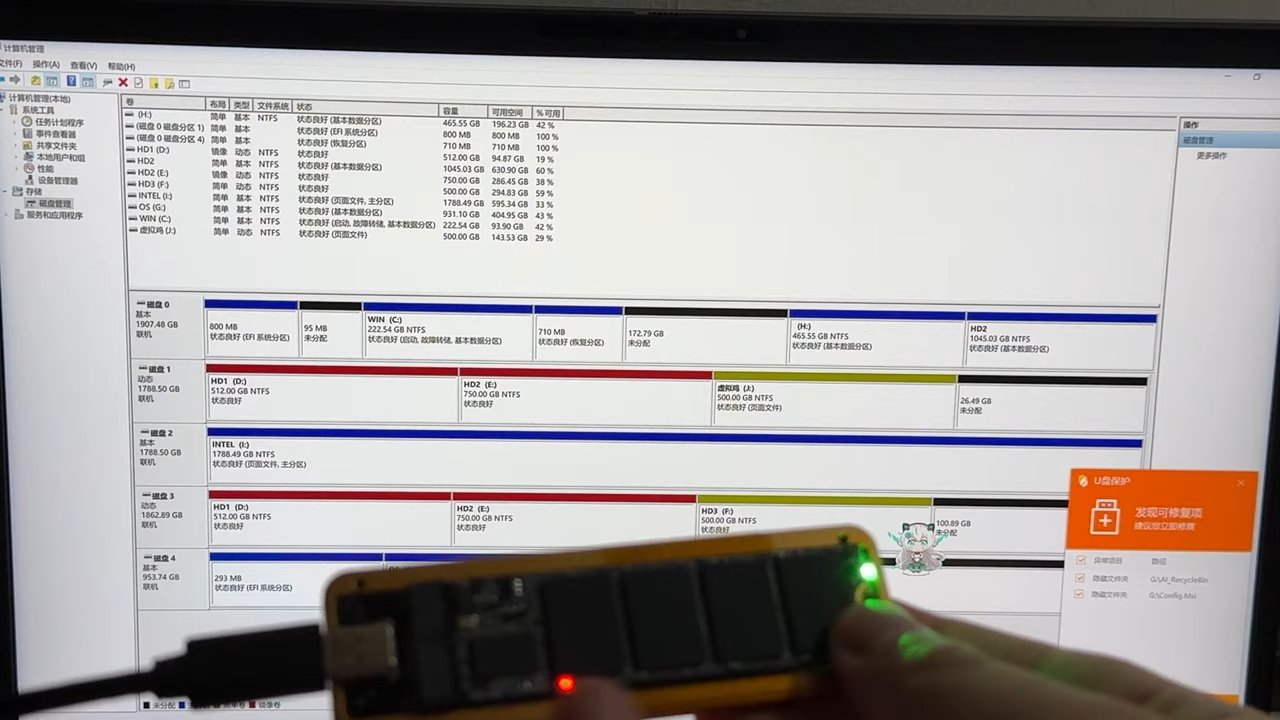 计算机管理
文件(F) 操作(A) 查看(V) 帮助(H)
计算机管理(本地)
系统工具
任务计划程序
事件查看器
共享文件夹
本地用户和组
性能
设备管理器
存储
磁盘管理
服务和应用程序
卷 布局 类型 文件系统 状态 容量 可用空间 % 可用
(H:) 简单 基本 NTFS 状态良好 (基本数据分区) 465.55 GB 196.23 GB 42 %
(磁盘 0 磁盘分区 1) 简单 基本 状态良好 (EFI 系统分区) 800 MB 800 MB 100 %
(磁盘 0 磁盘分区 4) 简单 基本 状态良好 (恢复分区) 710 MB 710 MB 100 %
HD1 (D:) 镜像 动态 NTFS 状态良好 512.00 GB 94.87 GB 19 %
HD2 简单 基本 NTFS 状态良好 (基本数据分区) 1045.03 GB 630.90 GB 60 %
HD2 (E:) 镜像 动态 NTFS 状态良好 750.00 GB 286.45 GB 38 %
HD3 (F:) 简单 动态 NTFS 状态良好 500.00 GB 294.83 GB 59 %
INTEL (I:) 简单 基本 NTFS 状态良好 (页面文件, 主分区) 1788.49 GB 595.34 GB 33 %
OS (G:) 简单 基本 NTFS 状态良好 (基本数据分区) 931.10 GB 404.95 GB 43 %
WIN (C:) 简单 基本 NTFS 状态良好 (启动, 故障转储, 基本数据分区) 222.54 GB 93.90 GB 42 %
虚拟鸡 (J:) 简单 动态 NTFS 状态良好 (页面文件) 500.00 GB 143.53 GB 29 %
操作
磁盘管理
更多操作
磁盘 0
基本
1907.48 GB
联机
800 MB
状态良好 (EFI 系统分区)
95 MB
未分配
WIN (C:)
222.54 GB NTFS
状态良好 (启动, 故障转储, 基本数据分区)
710 MB
状态良好 (恢复分区)
172.79 GB
未分配
(H:)
465.55 GB NTFS
状态良好 (基本数据分区)
HD2
1045.03 GB NTFS
状态良好 (基本数据分区)
磁盘 1
动态
1788.50 GB
联机
HD1 (D:)
512.00 GB NTFS
状态良好
HD2 (E:)
750.00 GB NTFS
状态良好
虚拟鸡 (J:)
500.00 GB NTFS
状态良好 (页面文件)
26.49 GB
未分配
磁盘 2
基本
1788.50 GB
联机
INTEL (I:)
1788.49 GB NTFS
状态良好 (页面文件, 主分区)
磁盘 3
动态
1862.89 GB
联机
HD1 (D:)
512.00 GB NTFS
状态良好
HD2 (E:)
750.00 GB NTFS
状态良好
HD3 (F:)
500.00 GB NTFS
状态良好
100.89 GB
未分配
磁盘 4
基本
953.74 GB
联机
293 MB
状态良好 (EFI 系统分区)
U盘保护
发现可修复项
建议您立即修复
异常项目 路径
隐藏文件夹 G:\AI_RecycleBin
隐藏文件夹 G:\Config.Msi
未分配
镜像卷